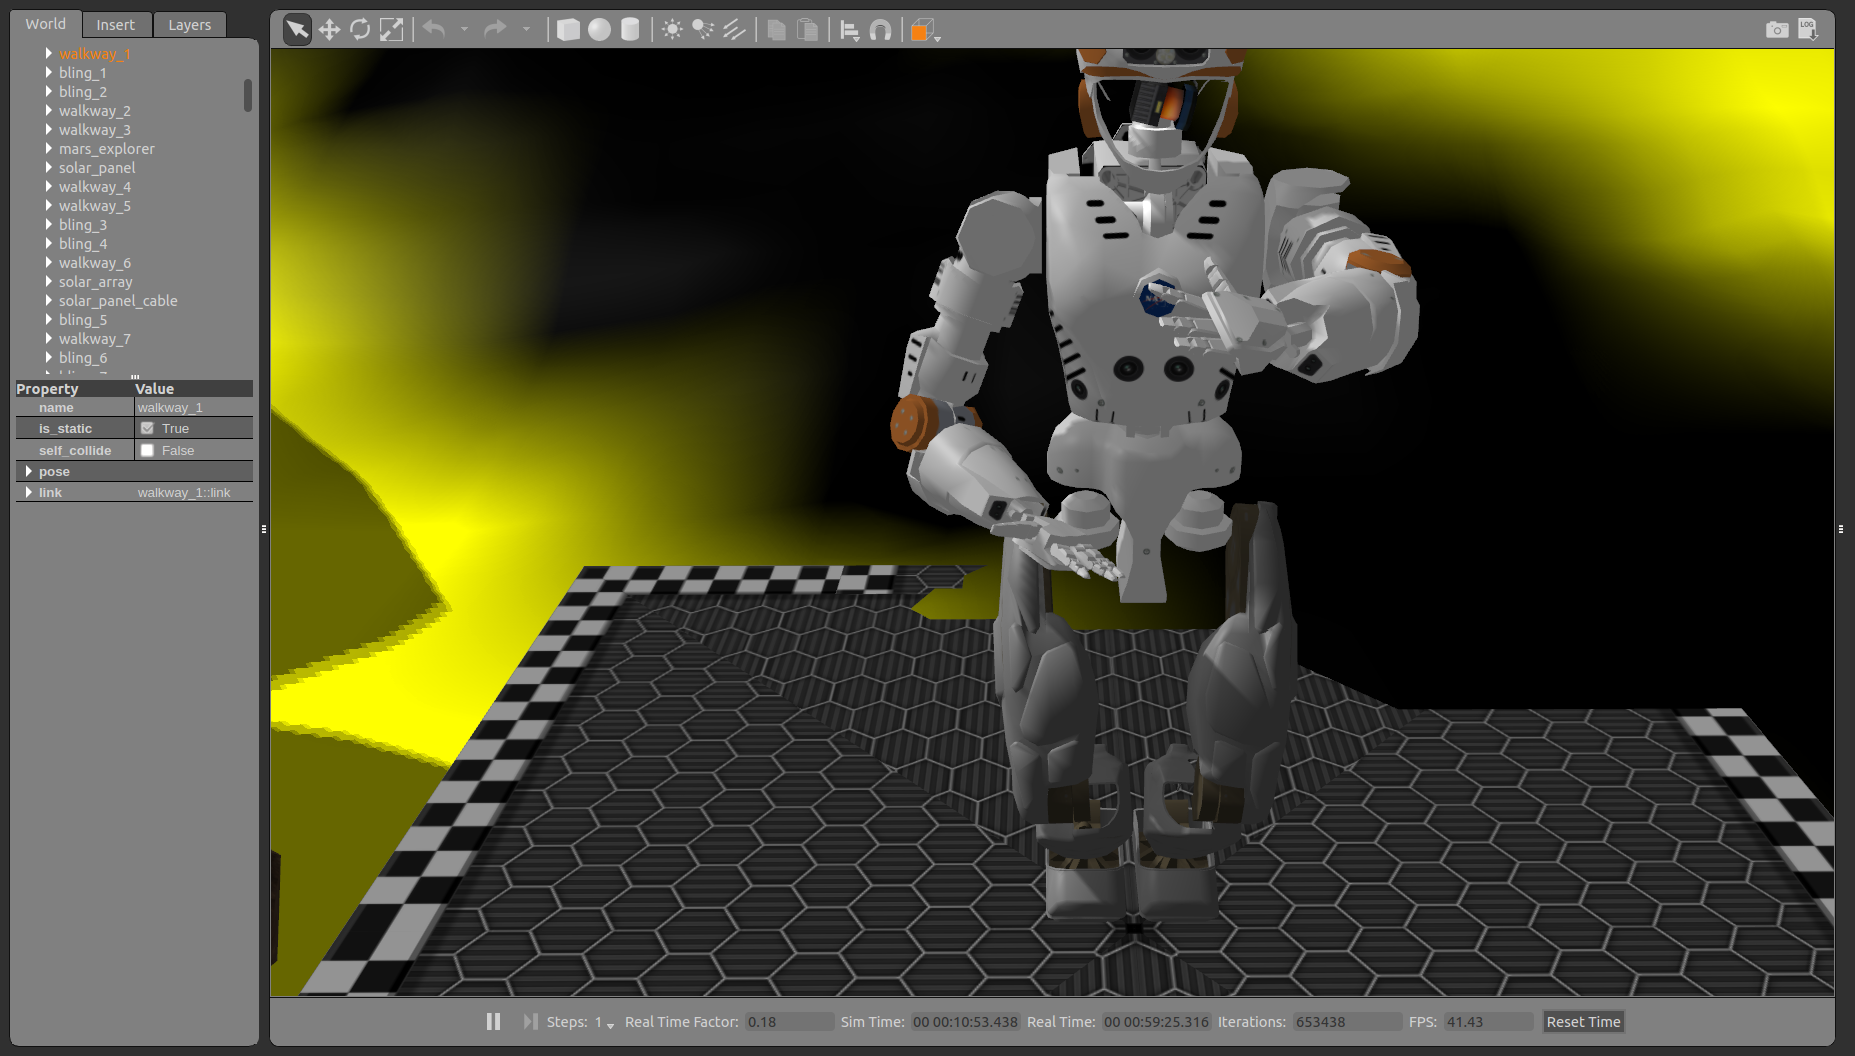 World Insert Layers
LOG
walkway_1
bling_1
bling_2
walkway_2
walkway_3
mars_explorer
solar_panel
walkway_4
walkway_5
bling_3
bling_4
walkway_6
solar_array
solar_panel_cable
bling_5
walkway_7
bling_6
Property Value
name walkway_1
is_static True
self_collide False
pose
link walkway_1::link
Steps: 1 Real Time Factor: 0.18 Sim Time: 00 00:10:53.438 Real Time: 00 00:59:25.316 Iterations: 653438 FPS: 41.43 Reset Time